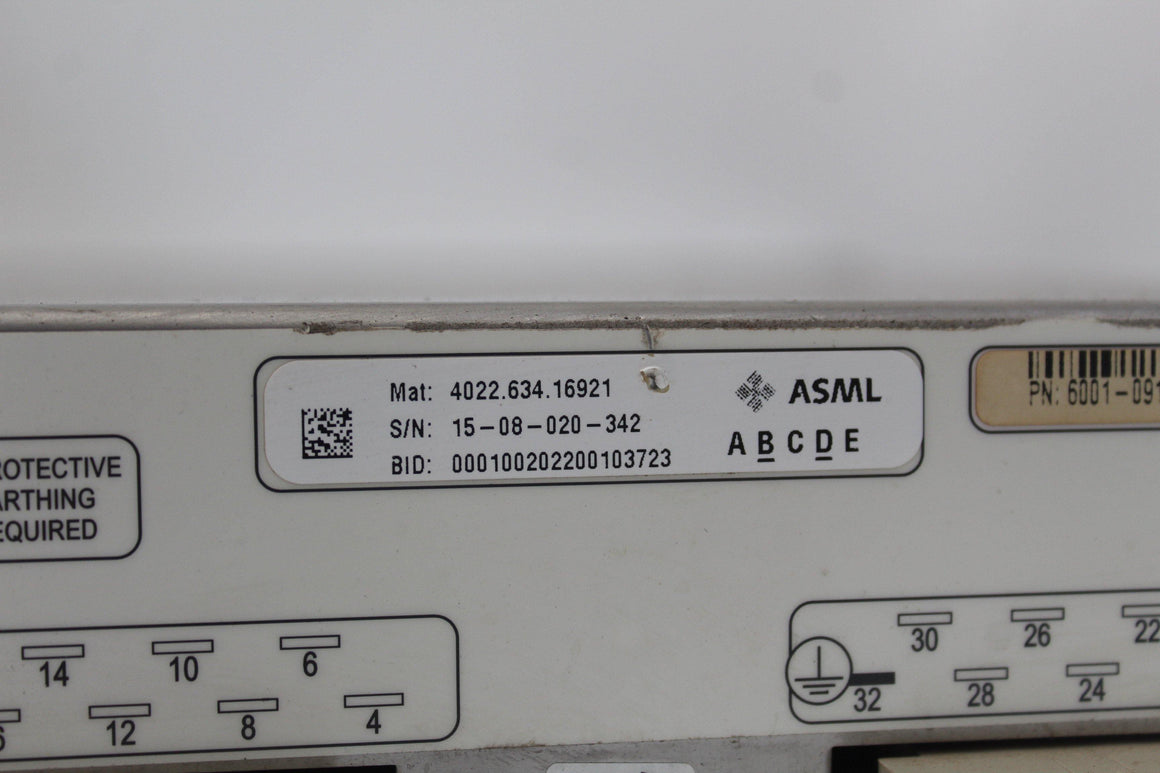 Mat: 4022.634.16921
S/N: 15-08-020-342
BID: 000100202200103723
ASML
A B C D E
PN: 6001-091
ROTECTIVE
ARTHING
EQUIRED
14 10 6
12 8 4
30 26 22
32 28 24